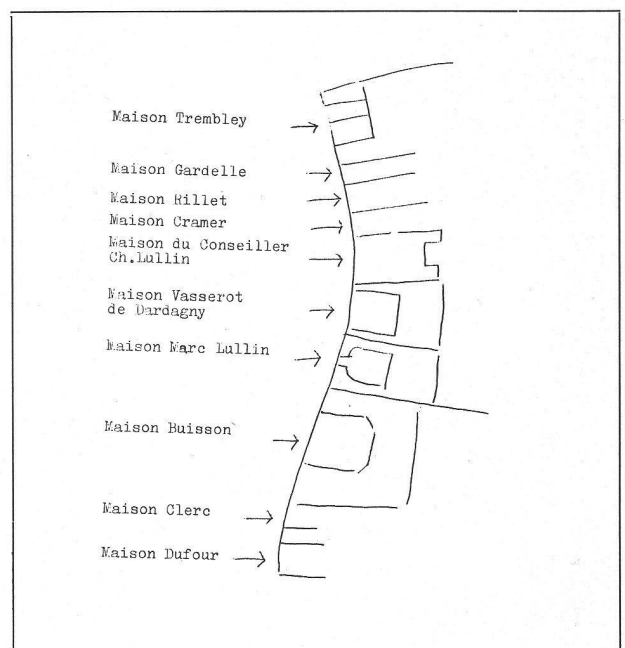 Maison Trembley
Maison Gardelle
Maison Rillet
Maison Cramer
Maison du Conseiller
Ch.Lullin
Maison Vasserot
de Dardagny
Maison Marc Lullin
Maison Buisson
Maison Clerc
Maison Dufour